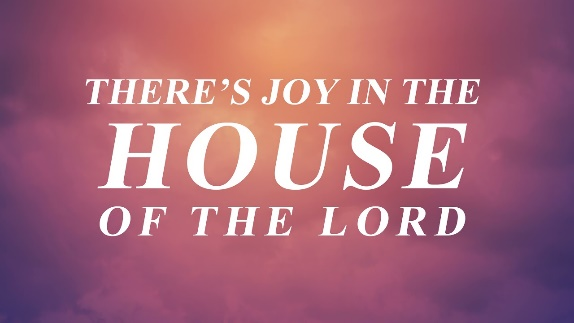 THERE’S JOY IN THE
HOUSE
OF THE LORD